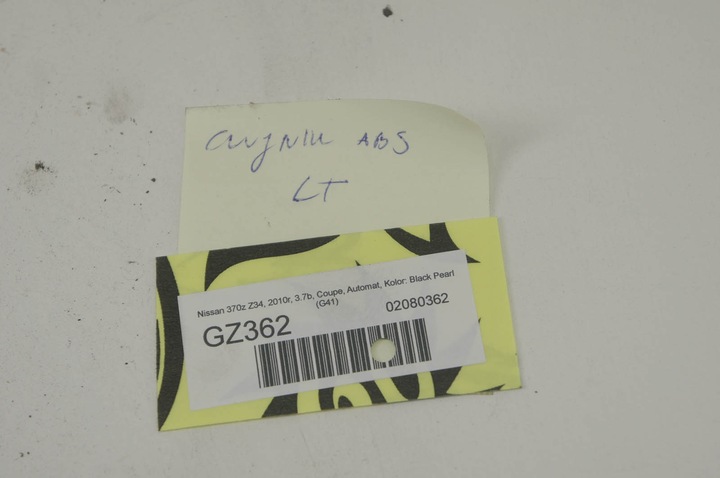 czujnik ABS
LT
Nissan 370z Z34, 2010r, 3.7b, Coupe, Automat, Kolor: Black Pearl
(G41)
GZ362
02080362